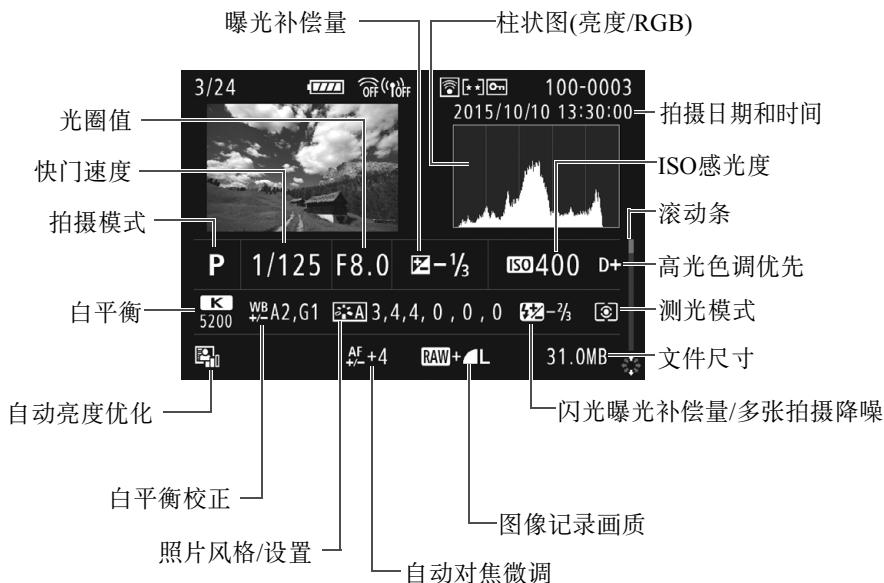 曝光补偿量
柱状图(亮度/RGB)
3/24
OFF
OFF
100-0003
2015/10/10 13:30:00
拍摄日期和时间
光圈值
快门速度
ISO感光度
拍摄模式
滚动条
P 1/125 F8.0 -⅓ ISO 400 D+
高光色调优先
白平衡
K
5200
WB
+/- A2,G1
A 3,4,4,0,0,0
-⅔
测光模式
AF
+/- +4
RAW+L
31.0MB
文件尺寸
自动亮度优化
闪光曝光补偿量/多张拍摄降噪
白平衡校正
图像记录画质
照片风格/设置
自动对焦微调